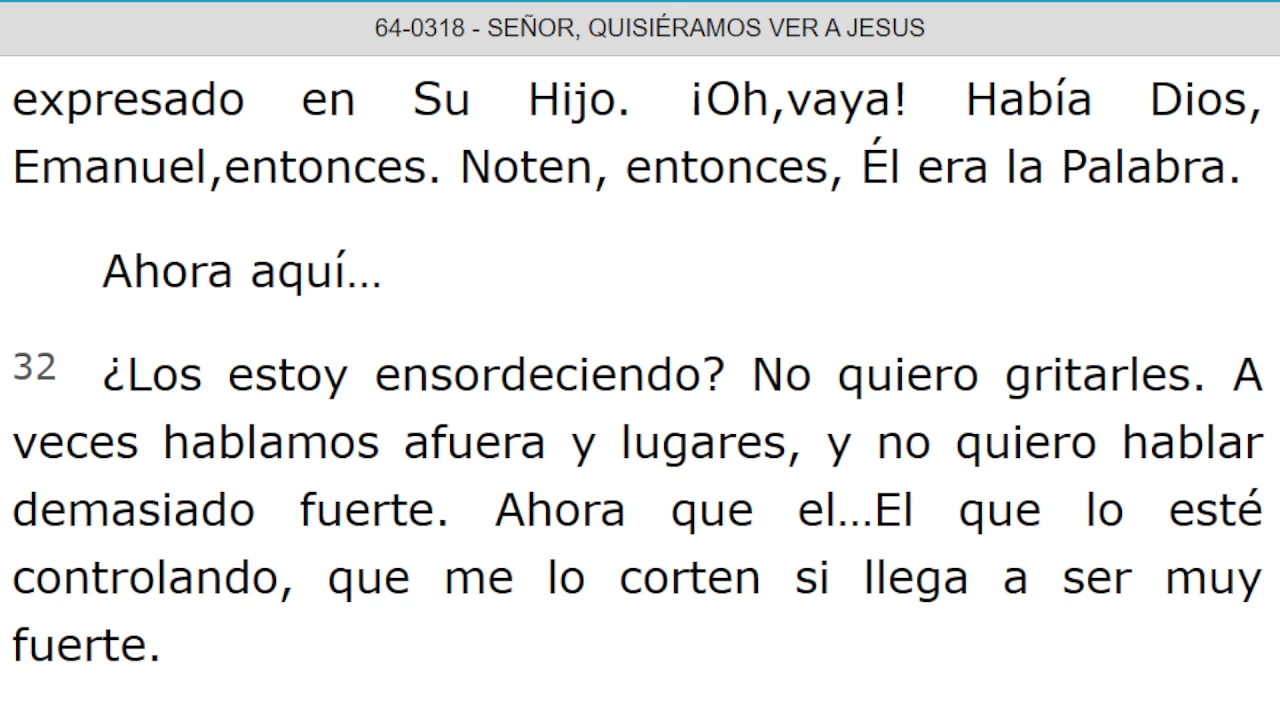 64-0318 - SEÑOR, QUISIÉRAMOS VER A JESUS
expresado en Su Hijo. ¡Oh,vaya! Había Dios,
Emanuel,entonces. Noten, entonces, Él era la Palabra.
Ahora aquí...
32 ¿Los estoy ensordeciendo? No quiero gritarles. A
veces hablamos afuera y lugares, y no quiero hablar
demasiado fuerte. Ahora que el...El que lo esté
controlando, que me lo corten si llega a ser muy
fuerte.